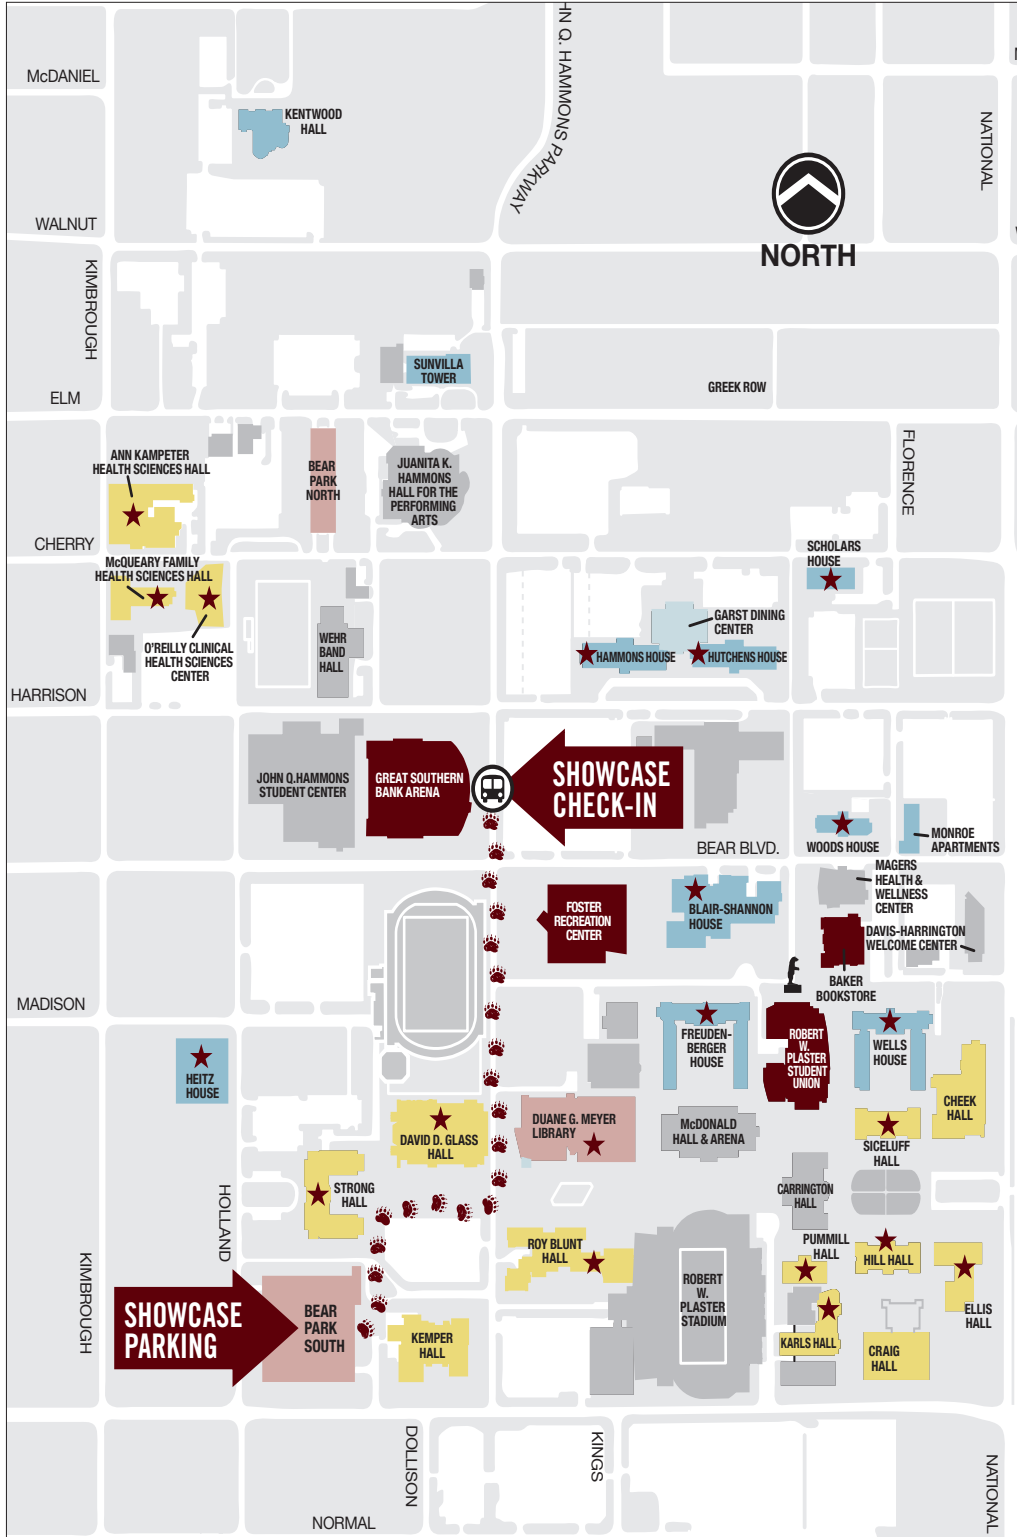 McDANIEL
KENTWOOD
HALL
HN Q. HAMMONS PARKWAY
NATIONAL
WALNUT
NORTH
KIMBROUGH
SUNVILLA
TOWER
GREEK ROW
ELM
FLORENCE
ANN KAMPETER
HEALTH SCIENCES HALL
BEAR
PARK
NORTH
JUANITA K.
HAMMONS
HALL FOR THE
PERFORMING
ARTS
CHERRY
SCHOLARS
HOUSE
McQUEARY FAMILY
HEALTH SCIENCES HALL
GARST DINING
CENTER
O'REILLY CLINICAL
HEALTH SCIENCES
CENTER
WEHR
BAND
HALL
HAMMONS HOUSE
HUTCHENS HOUSE
HARRISON
JOHN Q.HAMMONS
STUDENT CENTER
GREAT SOUTHERN
BANK ARENA
SHOWCASE
CHECK-IN
BEAR BLVD.
WOODS HOUSE
MONROE
APARTMENTS
MAGERS
HEALTH &
WELLNESS
CENTER
FOSTER
RECREATION
CENTER
BLAIR-SHANNON
HOUSE
DAVIS-HARRINGTON
WELCOME CENTER
BAKER
BOOKSTORE
MADISON
FREUDEN-
BERGER
HOUSE
ROBERT
W.
PLASTER
STUDENT
UNION
WELLS
HOUSE
HEITZ
HOUSE
CHEEK
HALL
DAVID D. GLASS
HALL
DUANE G. MEYER
LIBRARY
McDONALD
HALL & ARENA
SICELUFF
HALL
STRONG
HALL
CARRINGTON
HALL
HOLLAND
ROY BLUNT
HALL
PUMMILL
HALL
HILL HALL
KIMBROUGH
SHOWCASE
PARKING
BEAR
PARK
SOUTH
ROBERT
W.
PLASTER
STADIUM
ELLIS
HALL
KEMPER
HALL
KARLS HALL
CRAIG
HALL
DOLLISON
KINGS
NATIONAL
NORMAL